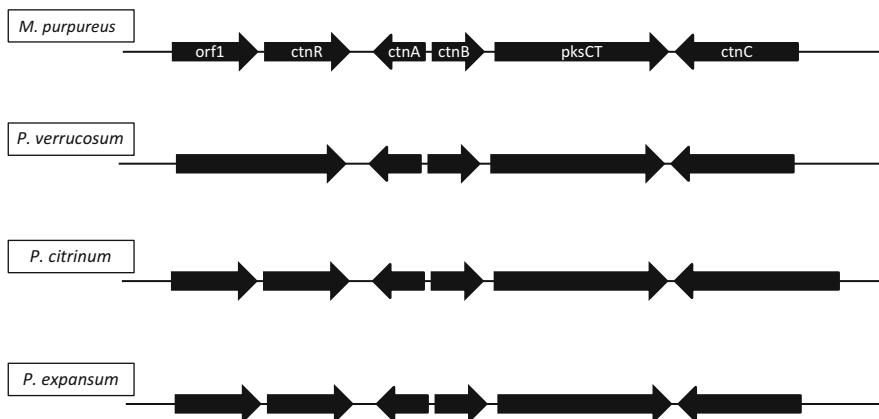 M. purpureus
orf1 ctnR ctnA ctnB pksCT ctnC
P. verrucosum
P. citrinum
P. expansum